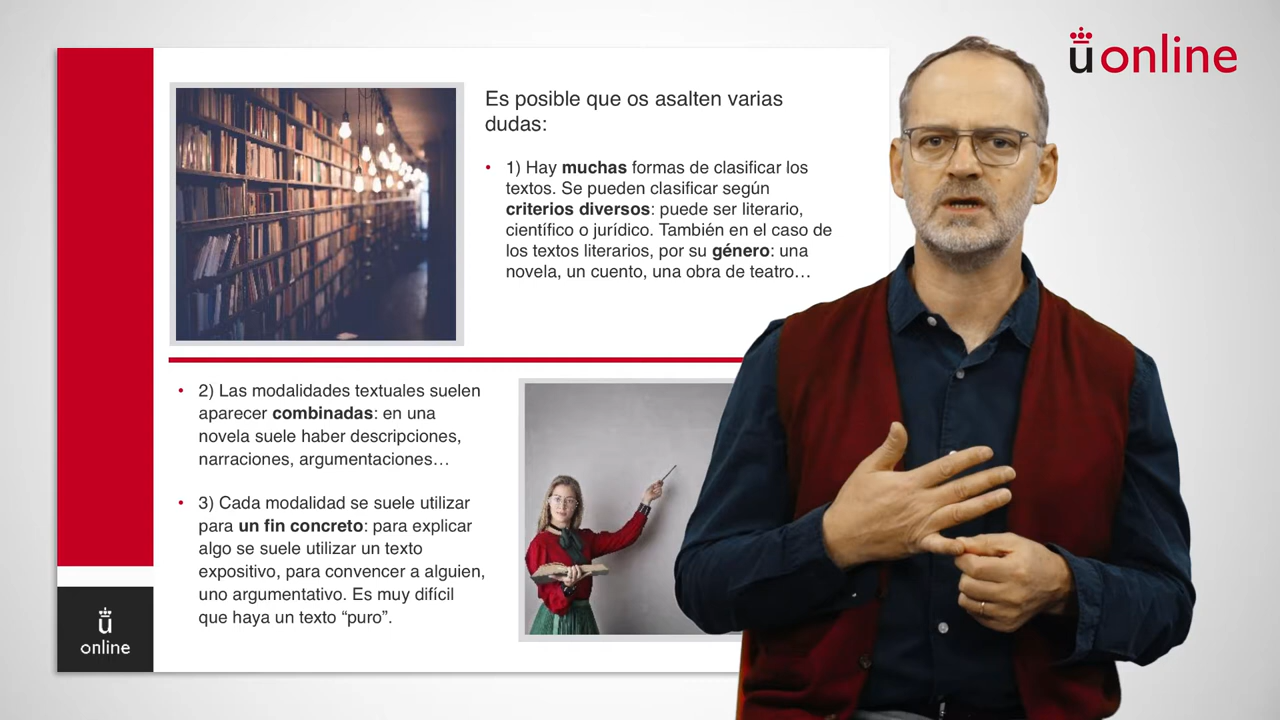 ü online
Es posible que os asalten varias
dudas:
• 1) Hay muchas formas de clasificar los
textos. Se pueden clasificar según
criterios diversos: puede ser literario,
científico o jurídico. También en el caso de
los textos literarios, por su género: una
novela, un cuento, una obra de teatro…
• 2) Las modalidades textuales suelen
aparecer combinadas: en una
novela suele haber descripciones,
narraciones, argumentaciones…
• 3) Cada modalidad se suele utilizar
para un fin concreto: para explicar
algo se suele utilizar un texto
expositivo, para convencer a alguien,
uno argumentativo. Es muy difícil
que haya un texto “puro”.
ü
online